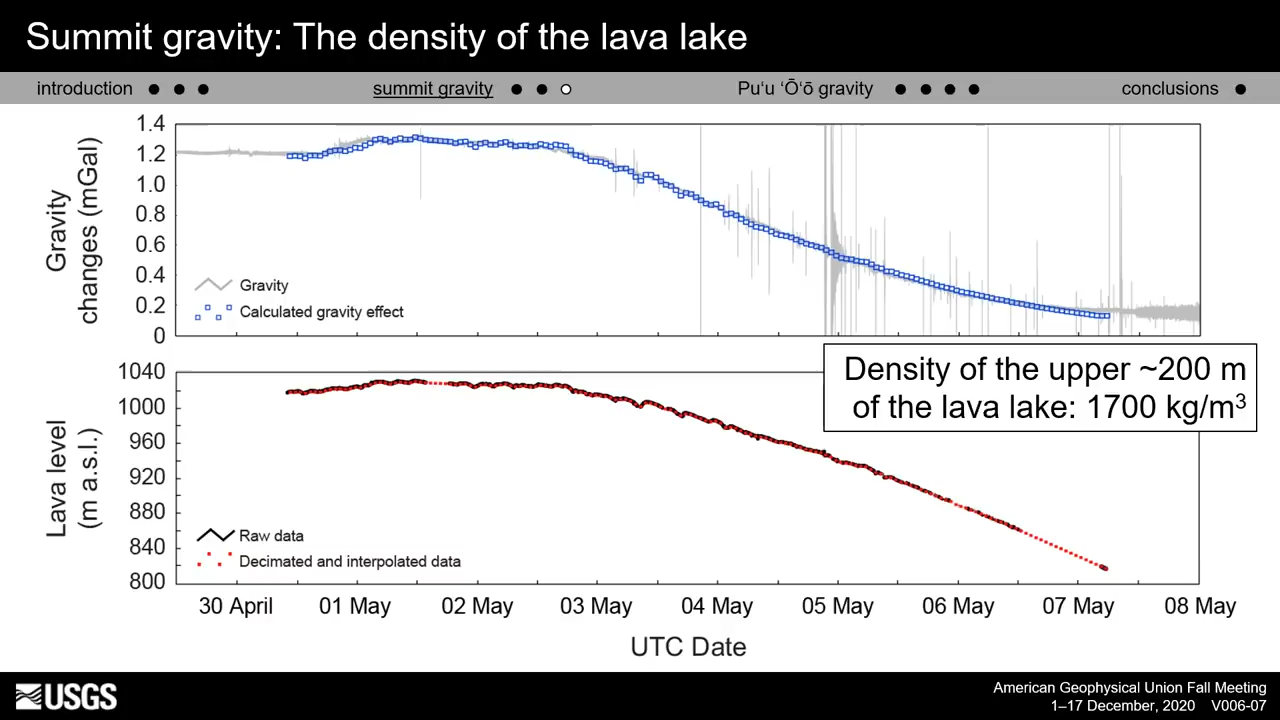 Summit gravity: The density of the lava lake
introduction
summit gravity
Pu‘u ‘Ō‘ō gravity
conclusions
Gravity
changes (mGal)
1.4
1.2
1.0
0.8
0.6
0.4
0.2
0
Gravity
Calculated gravity effect
Density of the upper ~200 m
of the lava lake: 1700 kg/m³
Lava level
(m a.s.l.)
1040
1000
960
920
880
840
800
Raw data
Decimated and interpolated data
30 April 01 May 02 May 03 May 04 May 05 May 06 May 07 May 08 May
UTC Date
USGS
American Geophysical Union Fall Meeting
1–17 December, 2020 V006-07